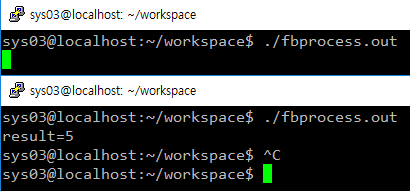 sys03@localhost: ~/workspace
sys03@localhost:~/workspace$ ./fbprocess.out
sys03@localhost: ~/workspace
sys03@localhost:~/workspace$ ./fbprocess.out
result=5
sys03@localhost:~/workspace$ ^C
sys03@localhost:~/workspace$